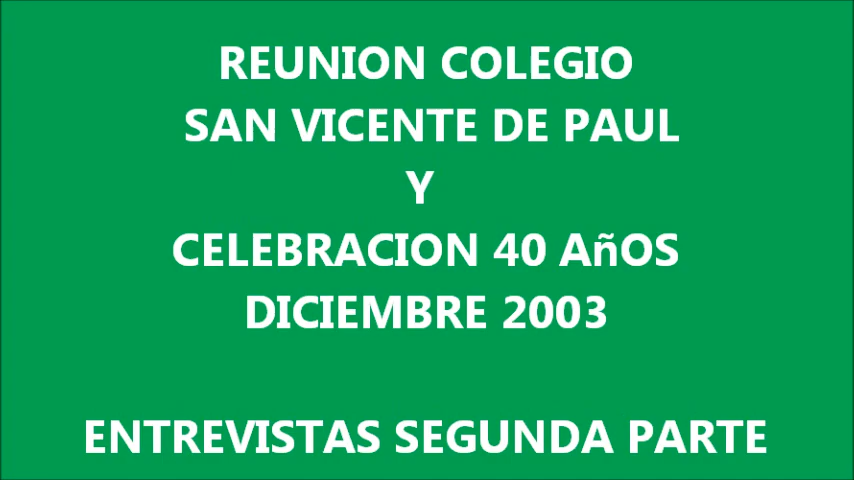 REUNION COLEGIO
SAN VICENTE DE PAUL
Y
CELEBRACION 40 AñOS
DICIEMBRE 2003
ENTREVISTAS SEGUNDA PARTE